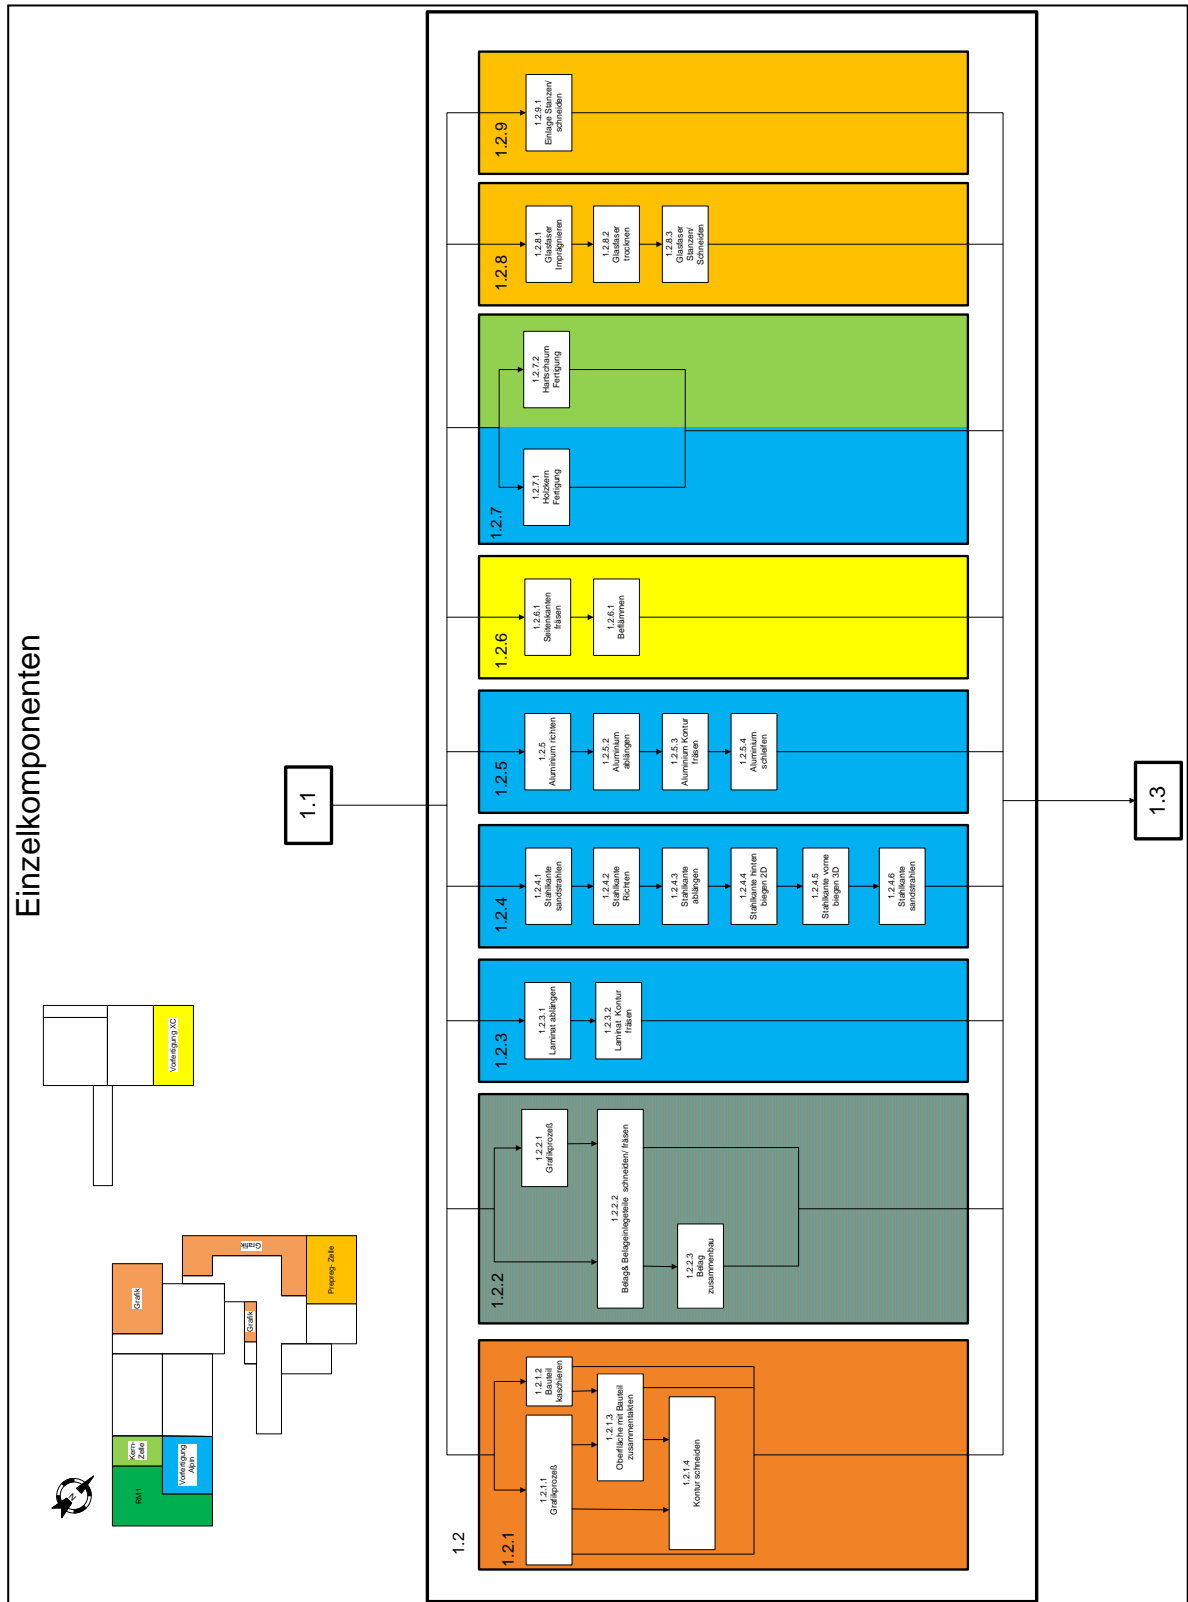 Einzelkomponenten
RM1
Kern-
Zelle
Vorfertigung
Alpin
Grafik
Grafik
Grafik
Prepreg- Zelle
Vorfertigung XC
N
1.1
1.2
1.2.1
1.2.1.1
Grafikprozeß
1.2.1.2
Bauteil
kaschieren
1.2.1.3
Oberfläche mit Bauteil
zusammentakten
1.2.1.4
Kontur schneiden
1.2.2
1.2.2.1
Grafikprozeß
1.2.2.2
Belag& Belageinlegeteile schneiden/ fräsen
1.2.2.3
Belag
zusammenbau
1.2.3
1.2.3.1
Laminat ablängen
1.2.3.2
Laminat Kontur
fräsen
1.2.4
1.2.4.1
Stahlkante
sandstrahlen
1.2.4.2
Stahlkante
Richten
1.2.4.3
Stahlkante
ablängen
1.2.4.4
Stahlkante hinten
biegen 2D
1.2.4.5
Stahlkante vorne
biegen 3D
1.2.4.6
Stahlkante
sandstrahlen
1.2.5
1.2.5
Aluminium richten
1.2.5.2
Aluminium
ablängen
1.2.5.3
Aluminium Kontur
fräsen
1.2.5.4
Aluminium
schleifen
1.2.6
1.2.6.1
Seitenkanten
fräsen
1.2.6.1
Beflämmen
1.2.7
1.2.7.1
Holzkern
Fertigung
1.2.7.2
Hartschaum
Fertigung
1.2.8
1.2.8.1
Glasfaser
Imprägnieren
1.2.8.2
Glasfaser
trocknen
1.2.8.3
Glasfaser
Stanzen/
Schneiden
1.2.9
1.2.9.1
Einlage Stanzen/
schneiden
1.3